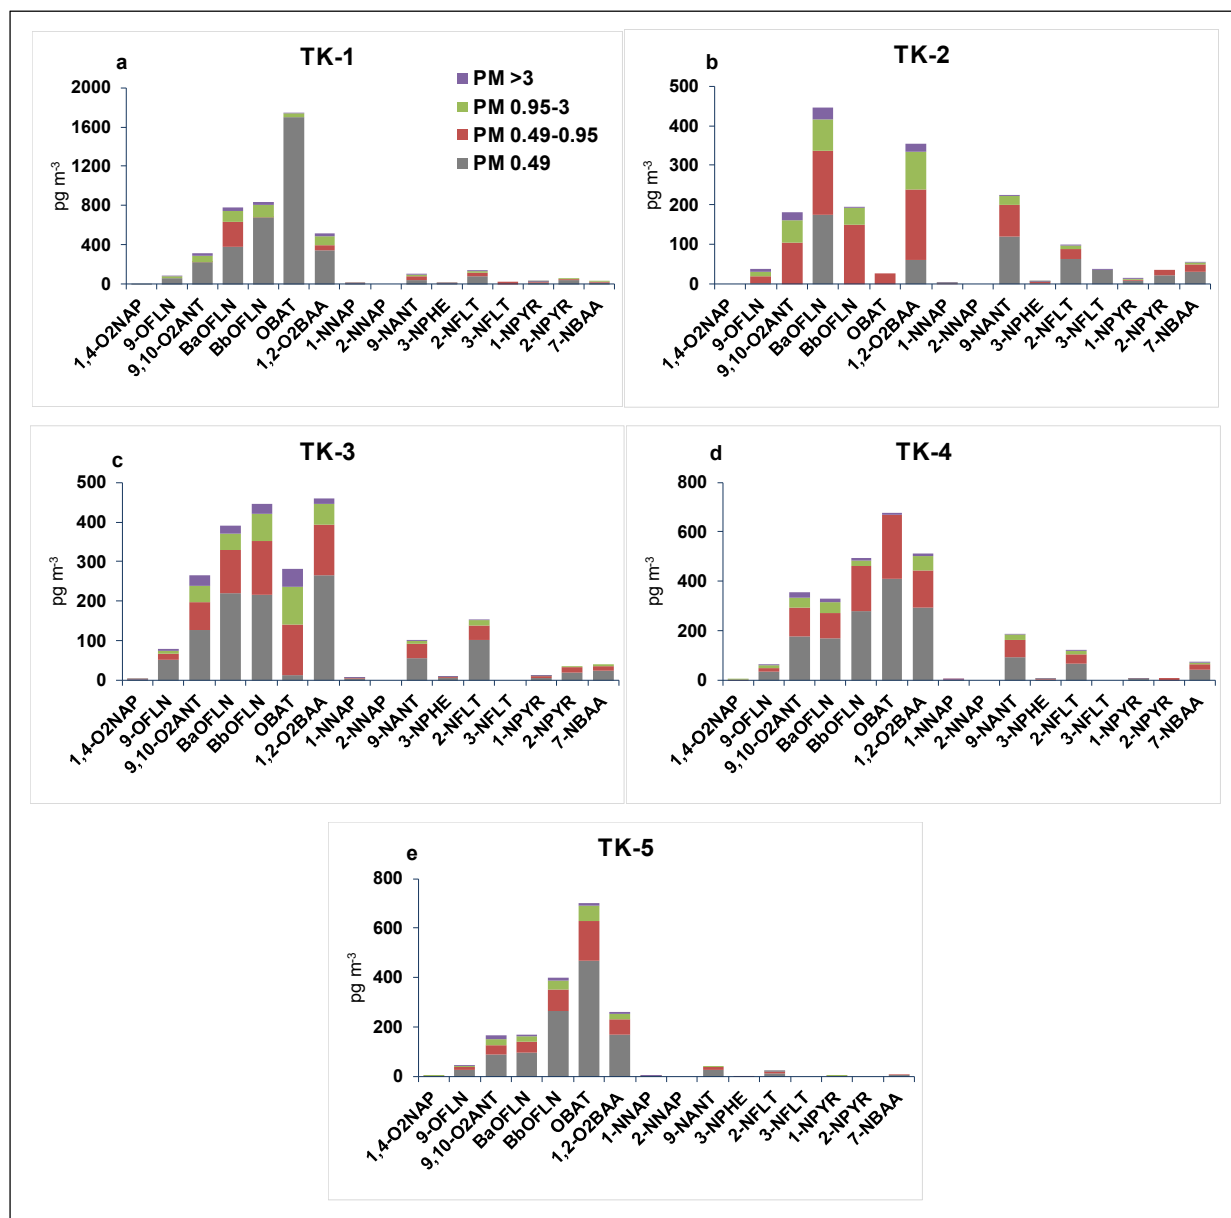 a
TK-1
PM >3
PM 0.95-3
PM 0.49-0.95
PM 0.49
pg m-3
2000
1600
1200
800
400
0
1,4-O2NAP
9-OFLN
9,10-O2ANT
BaOFLN
BbOFLN
OBAT
1,2-O2BAA
1-NNAP
2-NNAP
9-NANT
3-NPHE
2-NFLT
3-NFLT
1-NPYR
2-NPYR
7-NBAA
b
TK-2
pg m-3
500
400
300
200
100
0
1,4-O2NAP
9-OFLN
9,10-O2ANT
BaOFLN
BbOFLN
OBAT
1,2-O2BAA
1-NNAP
2-NNAP
9-NANT
3-NPHE
2-NFLT
3-NFLT
1-NPYR
2-NPYR
7-NBAA
c
TK-3
pg m-3
500
400
300
200
100
0
1,4-O2NAP
9-OFLN
9,10-O2ANT
BaOFLN
BbOFLN
OBAT
1,2-O2BAA
1-NNAP
2-NNAP
9-NANT
3-NPHE
2-NFLT
3-NFLT
1-NPYR
2-NPYR
7-NBAA
d
TK-4
pg m-3
800
600
400
200
0
1,4-O2NAP
9-OFLN
9,10-O2ANT
BaOFLN
BbOFLN
OBAT
1,2-O2BAA
1-NNAP
2-NNAP
9-NANT
3-NPHE
2-NFLT
3-NFLT
1-NPYR
2-NPYR
7-NBAA
e
TK-5
pg m-3
800
600
400
200
0
1,4-O2NAP
9-OFLN
9,10-O2ANT
BaOFLN
BbOFLN
OBAT
1,2-O2BAA
1-NNAP
2-NNAP
9-NANT
3-NPHE
2-NFLT
3-NFLT
1-NPYR
2-NPYR
7-NBAA